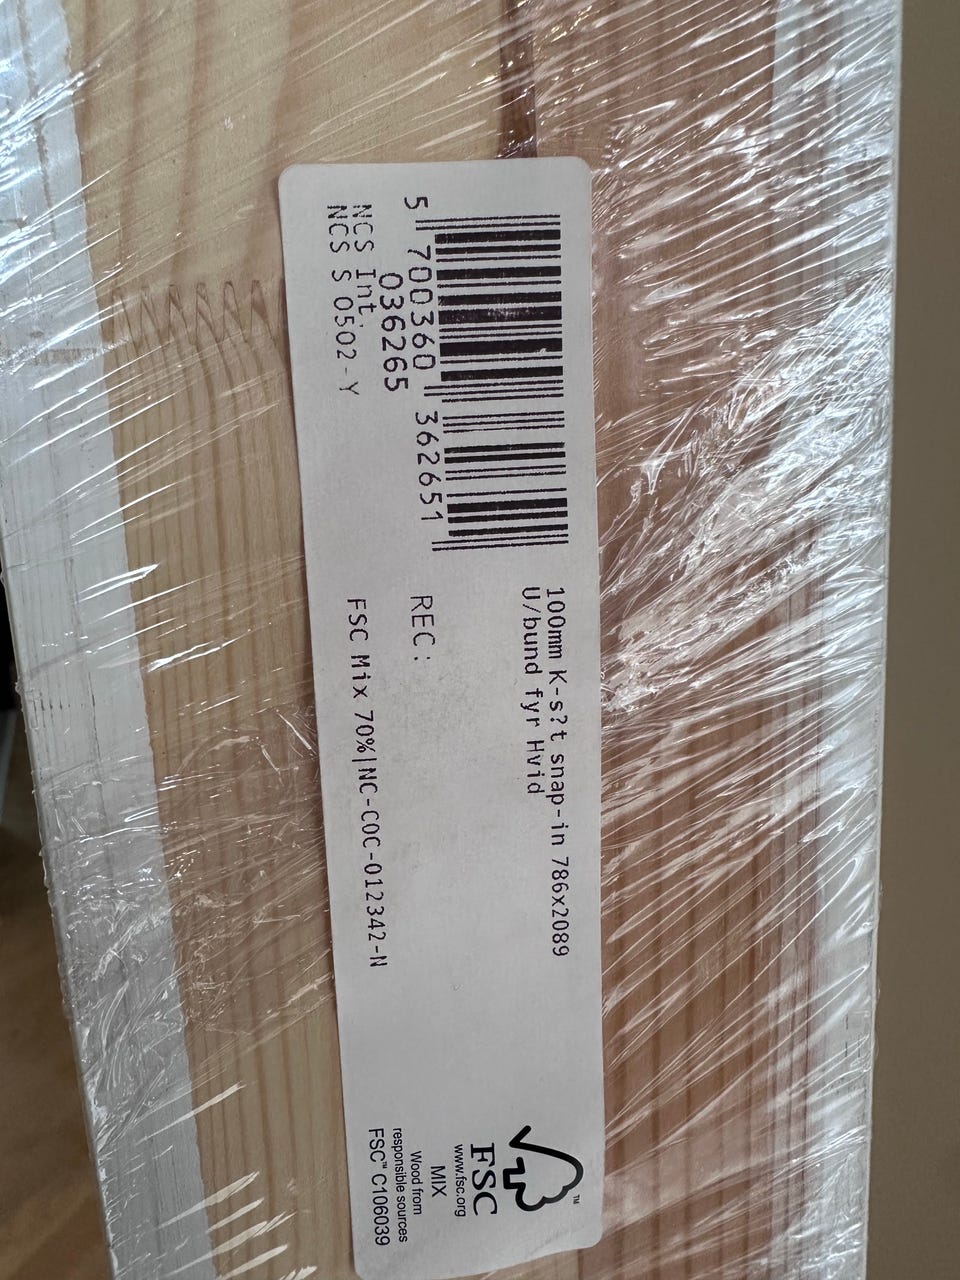 100mm K-s?t snap-in 786x2089
U/bund fyr Hvid
5 700360 362651
036265
REC:
NCS Int.
NCS S 0502-Y
FSC Mix 70%|NC-COC-012342-N
FSC
www.fsc.org
MIX
Wood from
responsible sources
FSC™ C106039